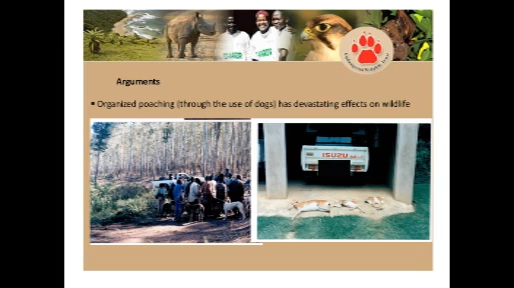 Arguments
▪ Organized poaching (through the use of dogs) has devastating effects on wildlife
ISUZU